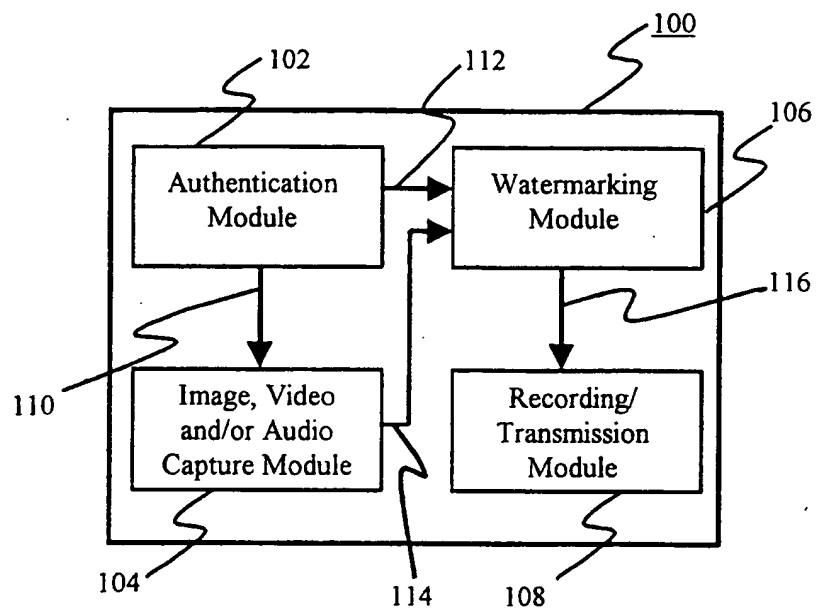 100
102
112
106
Authentication
Module
Watermarking
Module
116
110
Image, Video
and/or Audio
Capture Module
Recording/
Transmission
Module
104
114
108